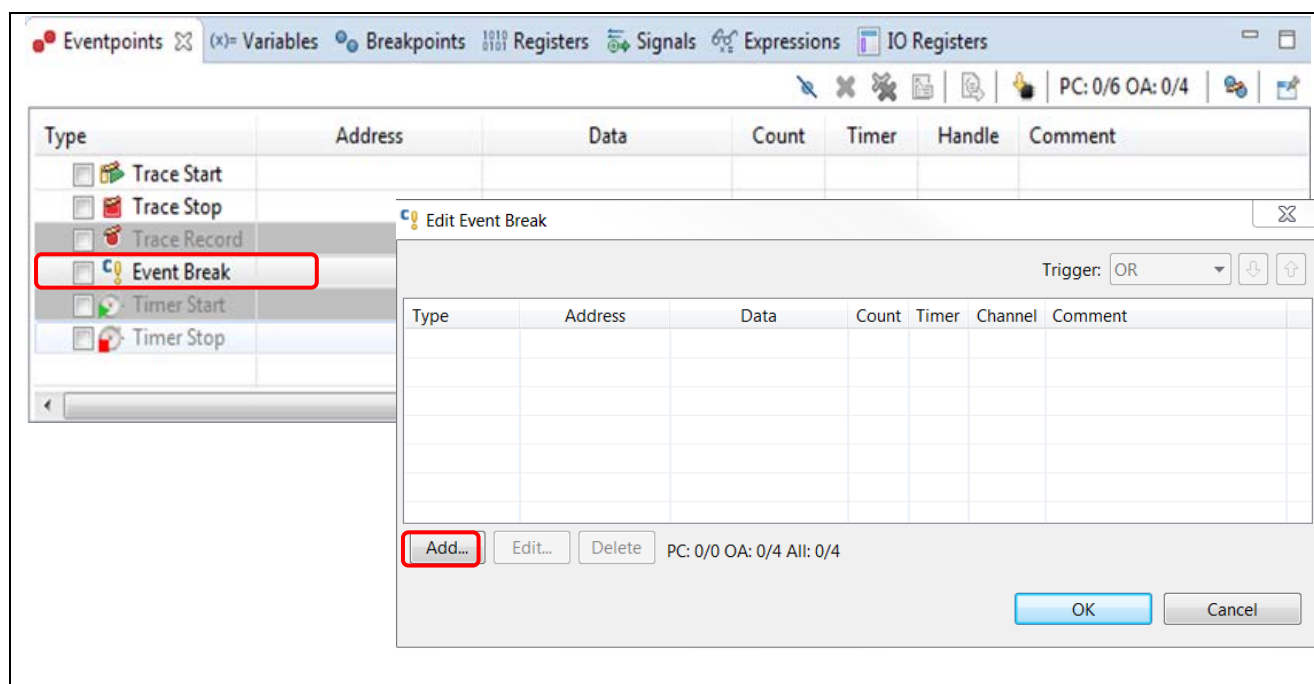 Eventpoints (x)= Variables Breakpoints Registers Signals Expressions IO Registers
PC: 0/6 OA: 0/4
Type Address Data Count Timer Handle Comment
Trace Start
Trace Stop
Trace Record
Event Break
Timer Start
Timer Stop
Edit Event Break
Trigger: OR
Type Address Data Count Timer Channel Comment
Add... Edit... Delete PC: 0/0 OA: 0/4 All: 0/4
OK Cancel